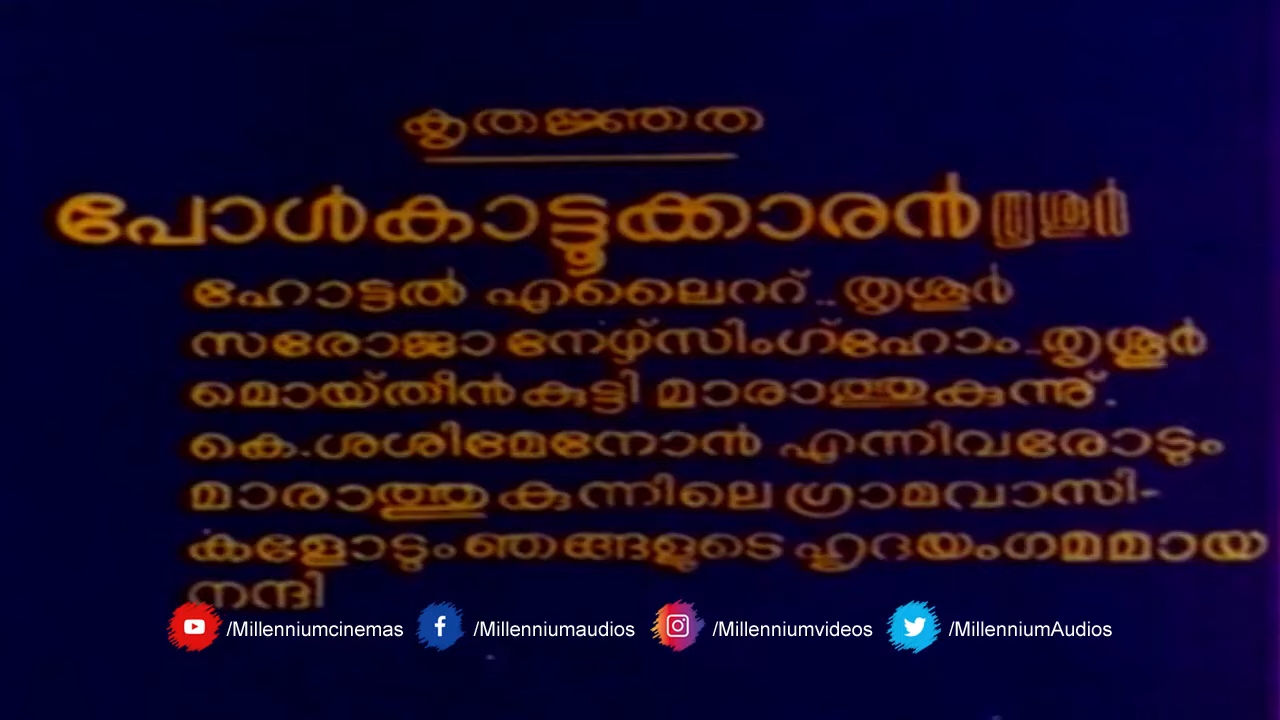 കൃതജ്ഞത
പോൾകാട്ടൂക്കാരൻ തൃശൂർ
ഹോട്ടൽ എലൈററ് .. തൃശൂർ
സരോജാ നേഴ്സിംഗ്ഹോം .. തൃശൂർ
മൊയ്തീൻകുട്ടി മാരാത്തുകുന്നു്.
കെ. ശശിമേനോൻ എന്നിവരോടും
മാരാത്തുകുന്നിലെ ഗ്രാമവാസി-
കളോടും ഞങ്ങളുടെ ഹൃദയംഗമമായ
നന്ദി
/Millenniumcinemas /Millenniumaudios /Millenniumvideos /MillenniumAudios